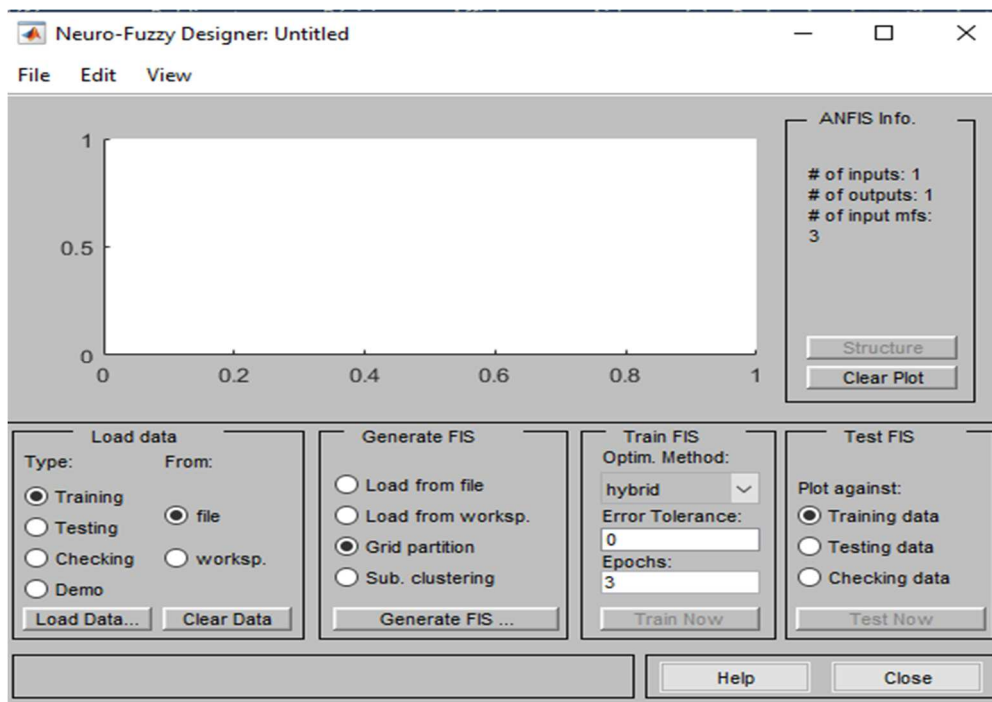 Neuro-Fuzzy Designer: Untitled
File Edit View
1
0.5
0
0 0.2 0.4 0.6 0.8 1
ANFIS Info.
# of inputs: 1
# of outputs: 1
# of input mfs:
3
Structure
Clear Plot
Load data
Type: From:
Training
Testing
Checking
Demo
file
worksp.
Load Data... Clear Data
Generate FIS
Load from file
Load from worksp.
Grid partition
Sub. clustering
Generate FIS ...
Train FIS
Optim. Method:
hybrid
Error Tolerance:
0
Epochs:
3
Train Now
Test FIS
Plot against:
Training data
Testing data
Checking data
Test Now
Help Close